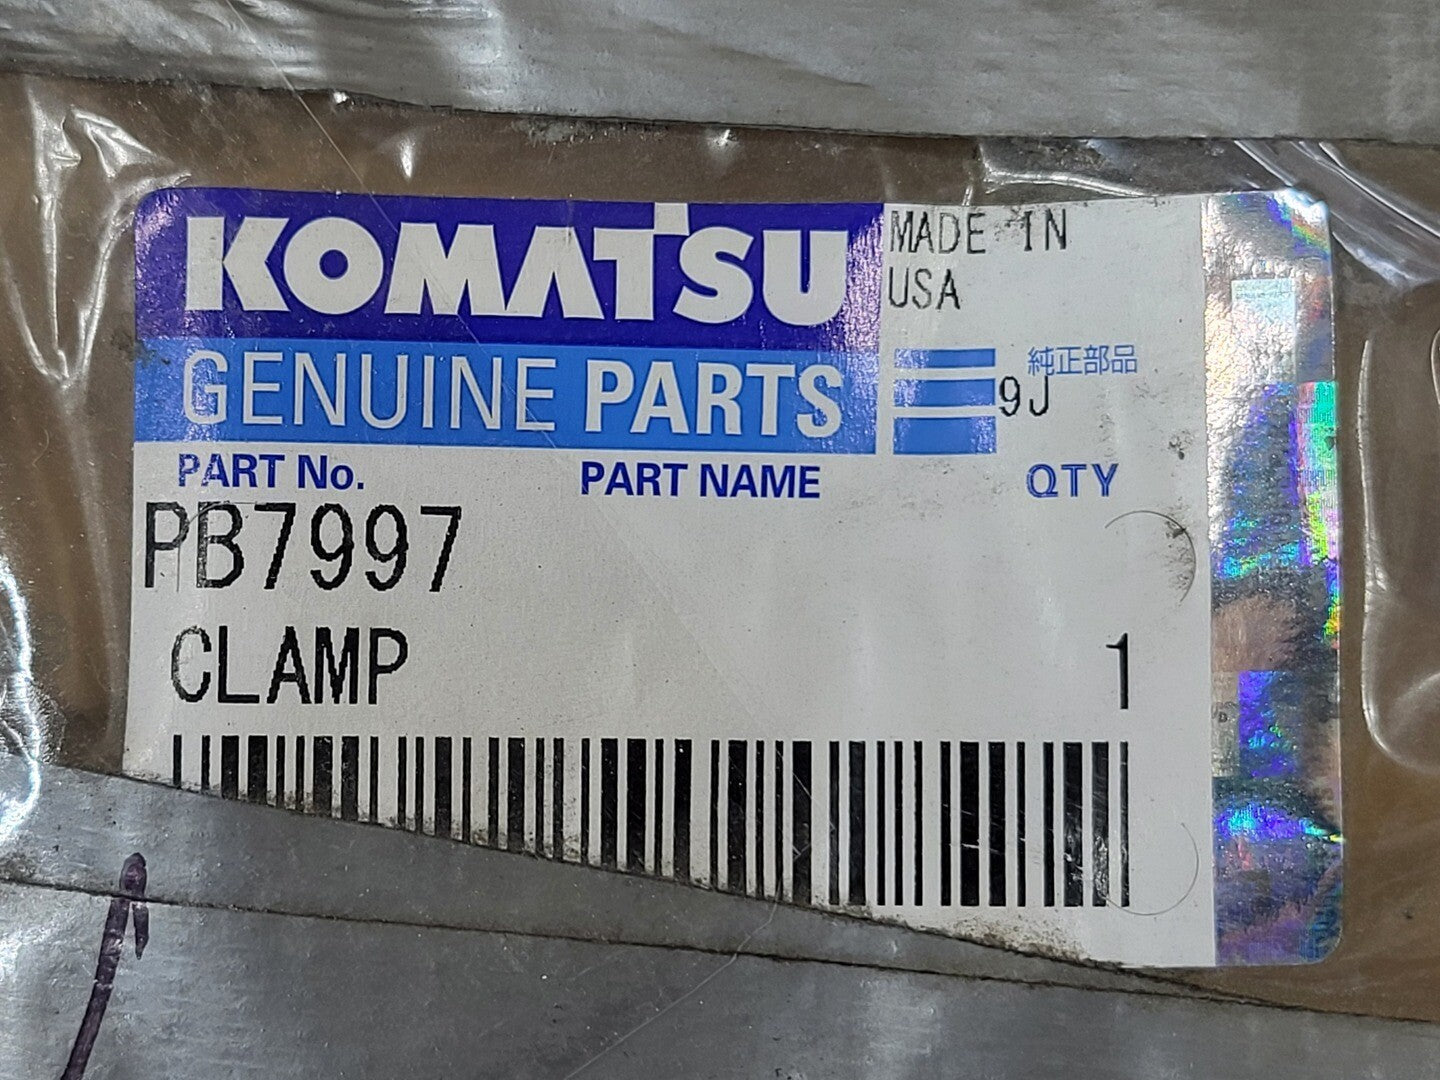 KOMATSU
MADE IN
USA
GENUINE PARTS
純正部品
9J
PART No.
PART NAME
QTY
PB7997
CLAMP
1